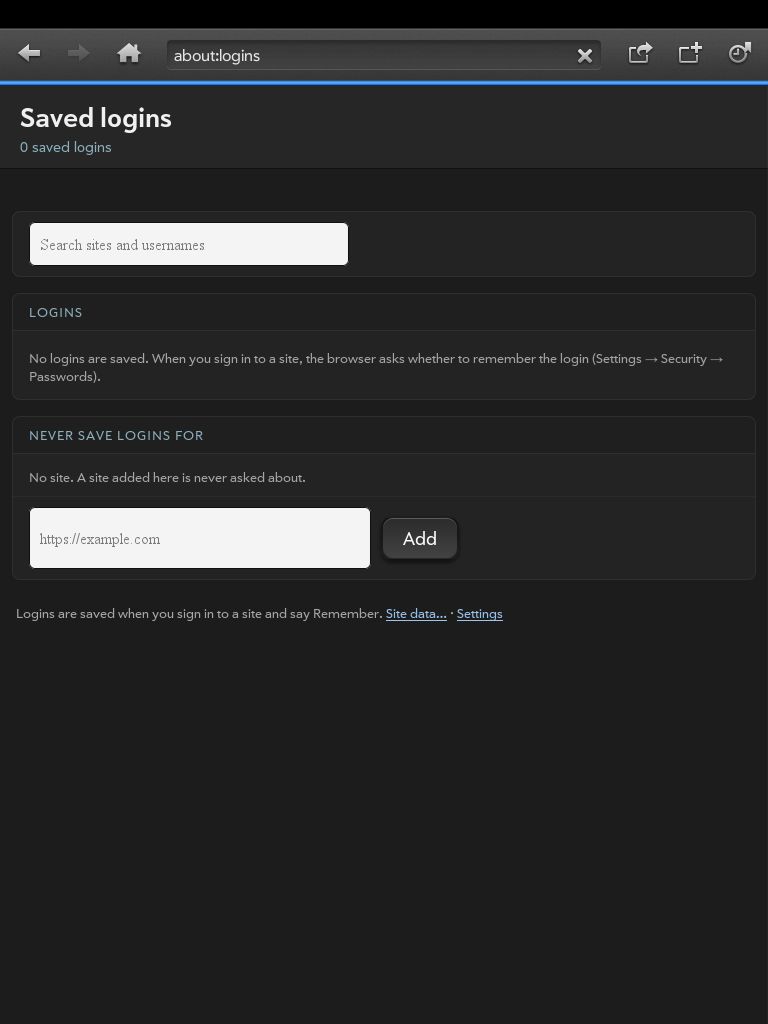 about:logins
Saved logins
0 saved logins
Search sites and usernames
LOGINS
No logins are saved. When you sign in to a site, the browser asks whether to remember the login (Settings → Security →
Passwords).
NEVER SAVE LOGINS FOR
No site. A site added here is never asked about.
https://example.com
Add
Logins are saved when you sign in to a site and say Remember. Site data... · Settings